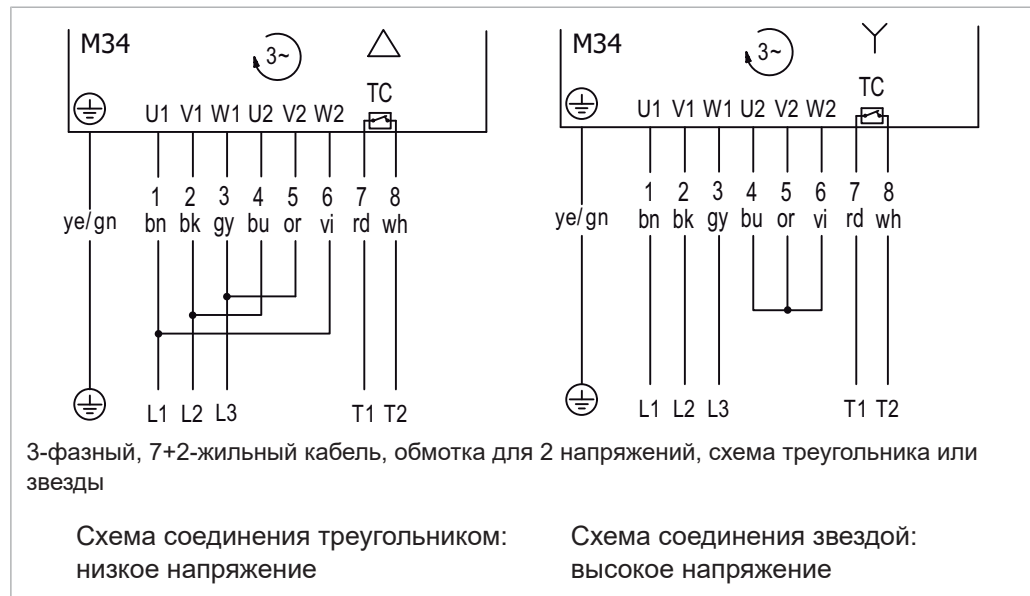 M34
3~
TC
U1 V1 W1 U2 V2 W2
1 2 3 4 5 6 7 8
ye/gn bn bk gy bu or vi rd wh
L1 L2 L3 T1 T2
M34
3~
TC
U1 V1 W1 U2 V2 W2
1 2 3 4 5 6 7 8
ye/gn bn bk gy bu or vi rd wh
L1 L2 L3 T1 T2
3-фазный, 7+2-жильный кабель, обмотка для 2 напряжений, схема треугольника или
звезды
Схема соединения треугольником:
низкое напряжение
Схема соединения звездой:
высокое напряжение